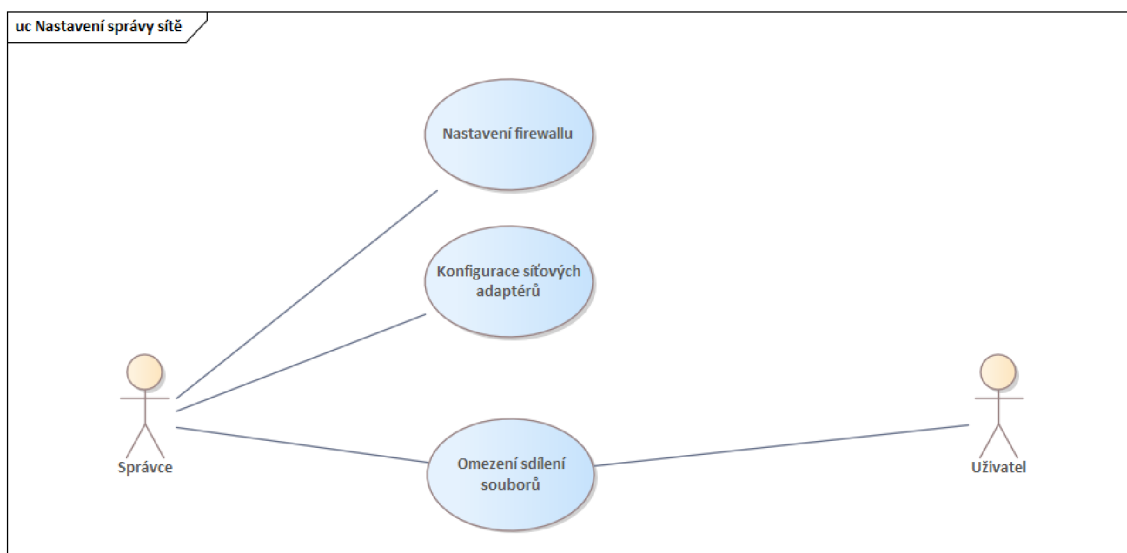 uc Nastavení správy sítě
Nastavení firewallu
Konfigurace síťových
adaptérů
Omezení sdílení
souborů
Správce
Uživatel